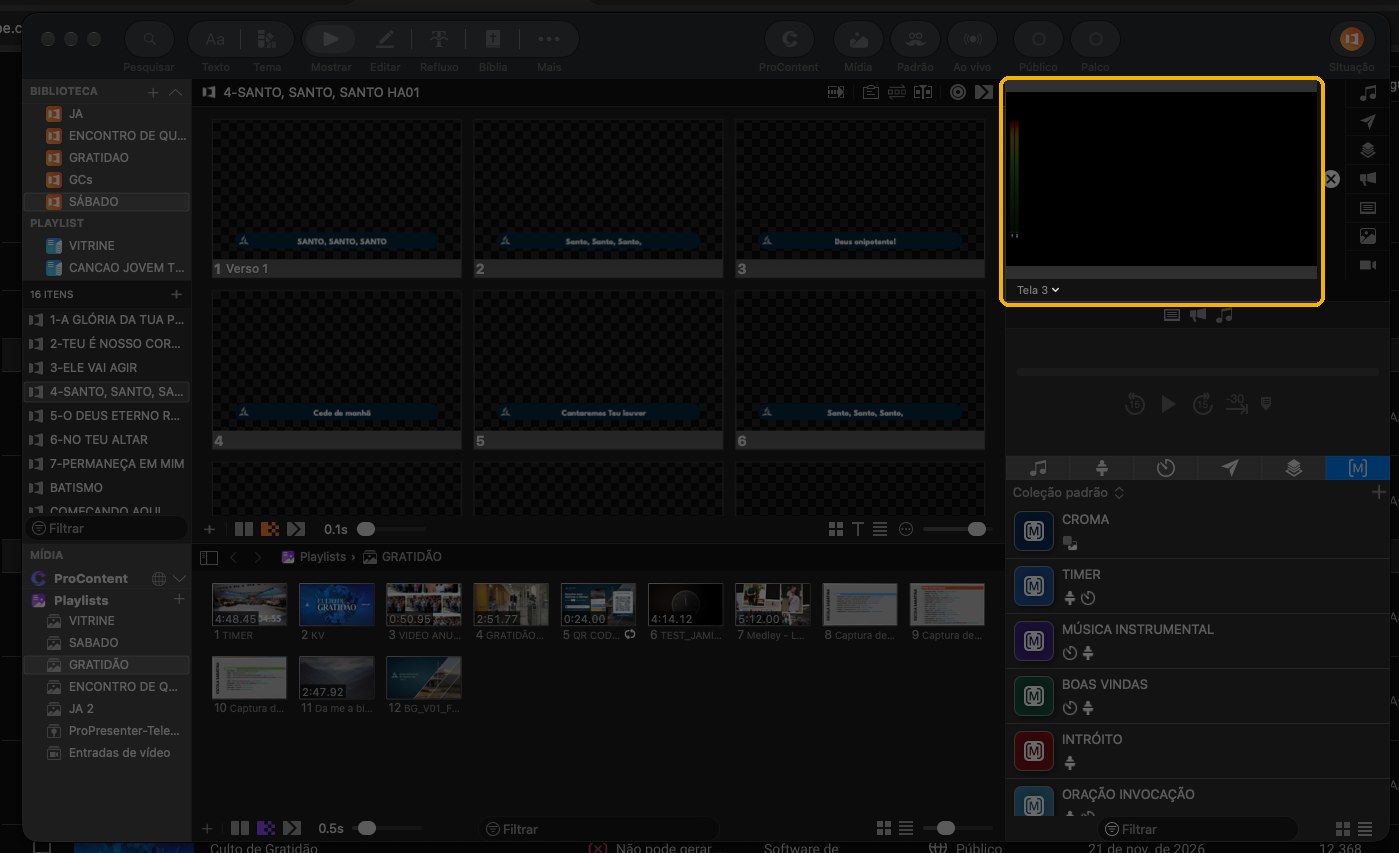 pe.c
Aa
Pesquisar
Texto
Tema
Mostrar
Editar
Refluxo
Bíblia
Mais
ProContent
Mídia
Padrão
Ao vivo
Público
Palco
Situação
BIBLIOTECA
JA
ENCONTRO DE QU...
GRATIDAO
GCs
SÁBADO
PLAYLIST
VITRINE
CANCAO JOVEM T...
16 ITENS
1-A GLÓRIA DA TUA P...
2-TEU É NOSSO COR...
3-ELE VAI AGIR
4-SANTO, SANTO, SA...
5-O DEUS ETERNO R...
6-NO TEU ALTAR
7-PERMANEÇA EM MIM
BATISMO
COMEÇANDO AQUI
Filtrar
4-SANTO, SANTO, SANTO HA01
SANTO, SANTO, SANTO
1 Verso 1
Santo, Santo, Santo,
2
Deus onipotente!
3
Cedo de manhã
4
Cantaremos Teu louvor
5
Santo, Santo, Santo,
6
0.1s
Tela 3
15
15
-30
MÍDIA
ProContent
Playlists
VITRINE
SABADO
GRATIDÃO
ENCONTRO DE Q...
JA 2
ProPresenter-Tele...
Entradas de vídeo
Playlists › GRATIDÃO
4:48.45
04:55
1 TIMER
GRATIDÃO
2 KV
0:50.95
3 VIDEO ANU...
2:51.77
4 GRATIDÃO...
0:24.00
5 QR COD...
4:14.12
6 TEST_JAMI...
5:12.00
7 Medley - L...
8 Captura de...
9 Captura de...
10 Captura d...
2:47.92
11 Da me a bl...
12 BG_V01_F...
0.5s
Filtrar
[M]
Coleção padrão
CROMA
TIMER
MÚSICA INSTRUMENTAL
BOAS VINDAS
INTRÓITO
ORAÇÃO INVOCAÇÃO
Filtrar
Culto de Gratidão
Não pode gerar
Software de
Público
21 de nov. de 2026
12.368